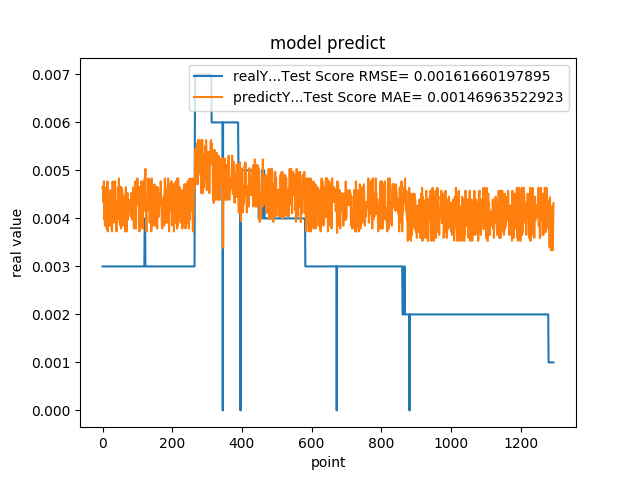 model predict
realY...Test Score RMSE= 0.00161660197895
predictY...Test Score MAE= 0.00146963522923
0.007
0.006
0.005
0.004
0.003
0.002
0.001
0.000
real value
0 200 400 600 800 1000 1200
point